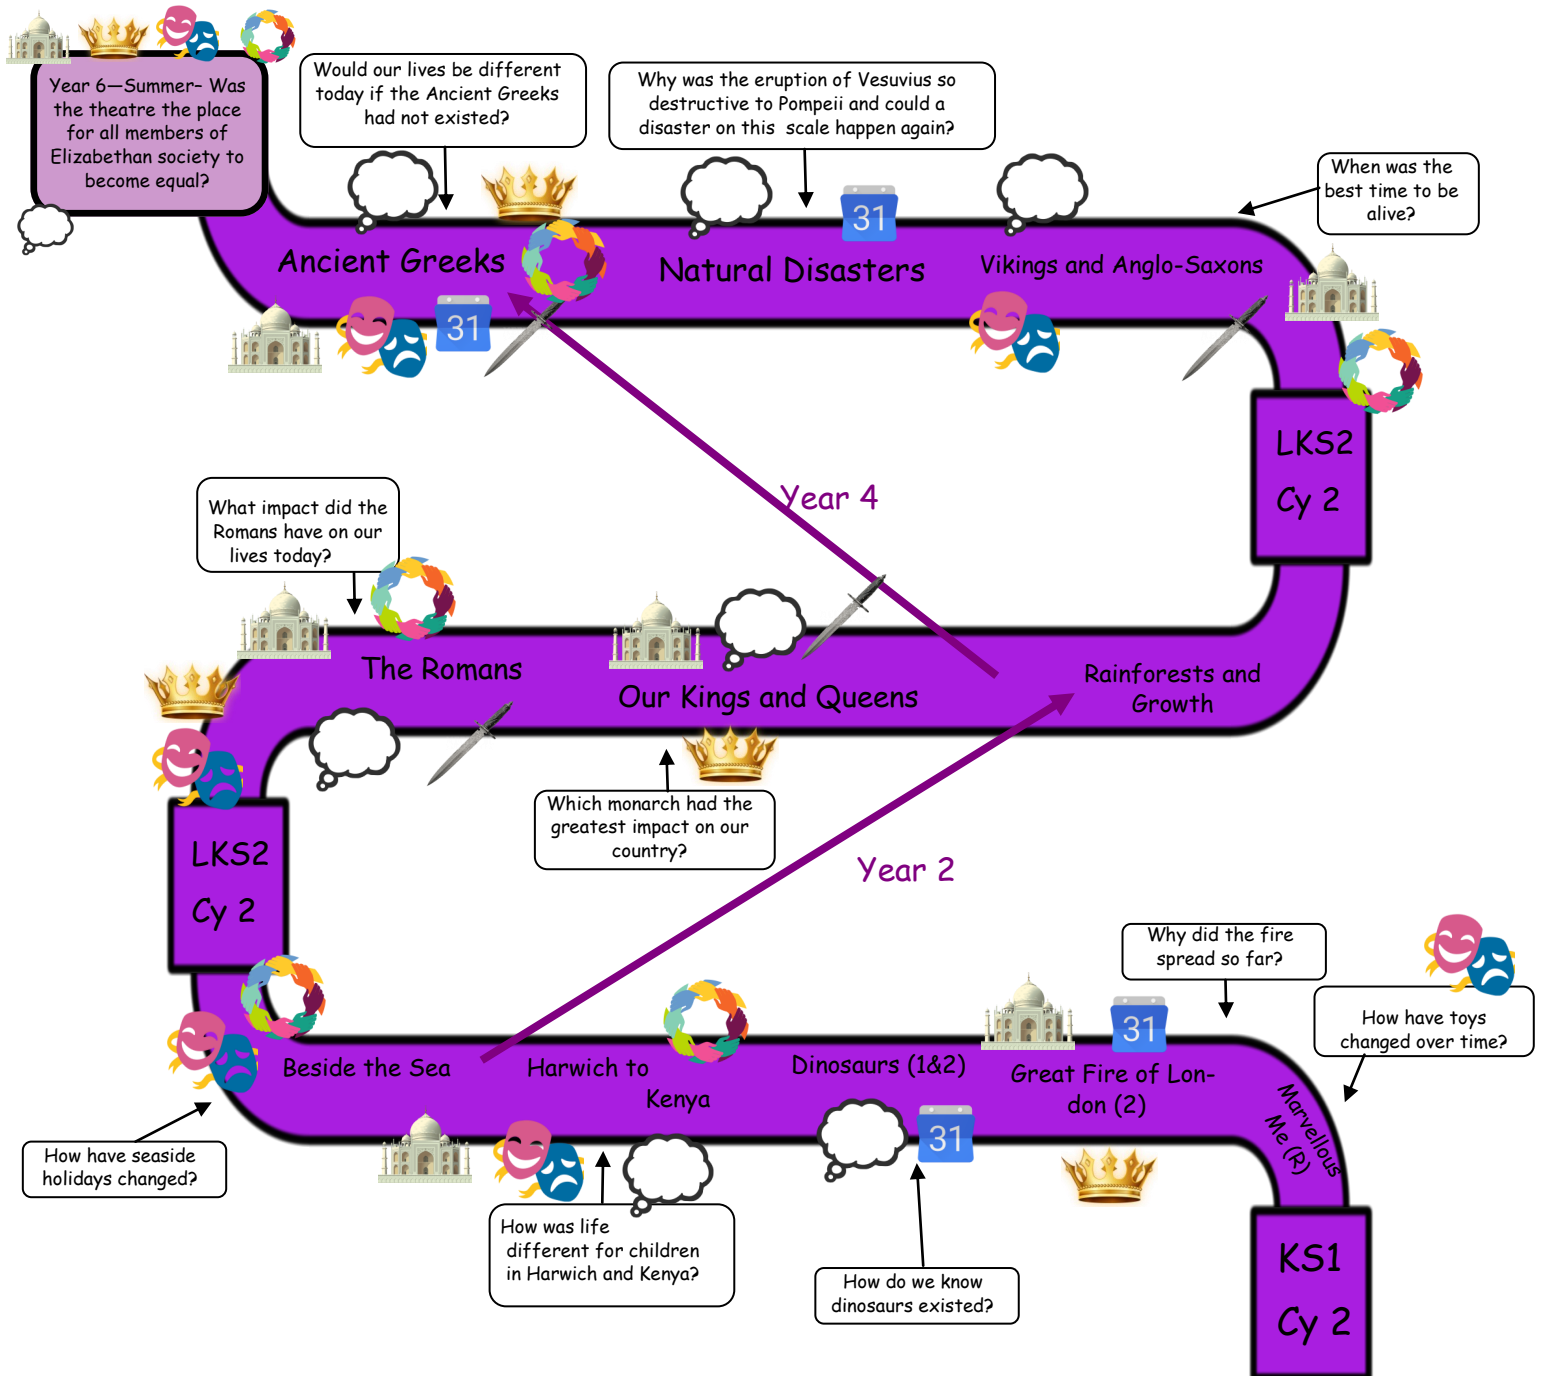 Year 6—Summer– Was
the theatre the place
for all members of
Elizabethan society to
become equal?
Would our lives be different
today if the Ancient Greeks
had not existed?
Why was the eruption of Vesuvius so
destructive to Pompeii and could a
disaster on this scale happen again?
When was the
best time to be
alive?
31
Ancient Greeks
Natural Disasters
Vikings and Anglo-Saxons
31
LKS2
Cy 2
Year 4
What impact did the
Romans have on our
lives today?
The Romans
Our Kings and Queens
Rainforests and
Growth
Which monarch had the
greatest impact on our
country?
LKS2
Cy 2
Year 2
Why did the fire
spread so far?
How have toys
changed over time?
31
Beside the Sea
Harwich to
Kenya
Dinosaurs (1&2)
Great Fire of Lon-
don (2)
Marvellous
Me (R)
31
How have seaside
holidays changed?
How was life
different for children
in Harwich and Kenya?
How do we know
dinosaurs existed?
KS1
Cy 2